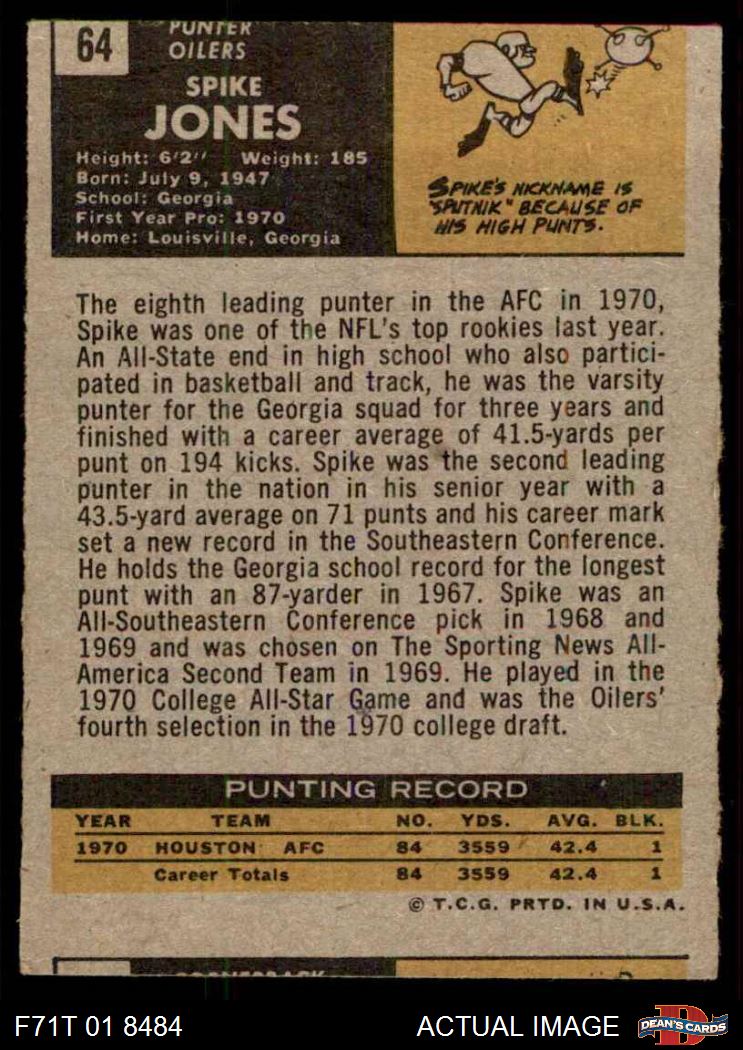 64
PUNTER
OILERS
SPIKE
JONES
Height: 6'2" Weight: 185
Born: July 9, 1947
School: Georgia
First Year Pro: 1970
Home: Louisville, Georgia
SPIKE'S NICKNAME IS
"SPUTNIK" BECAUSE OF
HIS HIGH PUNTS.
The eighth leading punter in the AFC in 1970,
Spike was one of the NFL's top rookies last year.
An All-State end in high school who also partici-
pated in basketball and track, he was the varsity
punter for the Georgia squad for three years and
finished with a career average of 41.5-yards per
punt on 194 kicks. Spike was the second leading
punter in the nation in his senior year with a
43.5-yard average on 71 punts and his career mark
set a new record in the Southeastern Conference.
He holds the Georgia school record for the longest
punt with an 87-yarder in 1967. Spike was an
All-Southeastern Conference pick in 1968 and
1969 and was chosen on The Sporting News All-
America Second Team in 1969. He played in the
1970 College All-Star Game and was the Oilers'
fourth selection in the 1970 college draft.
PUNTING RECORD
YEAR TEAM NO. YDS. AVG. BLK.
1970 HOUSTON AFC 84 3559 42.4 1
Career Totals 84 3559 42.4 1
© T.C.G. PRTD. IN U.S.A.
CORNERBACK
F71T 01 8484 ACTUAL IMAGE
D
DEAN'S CARDS